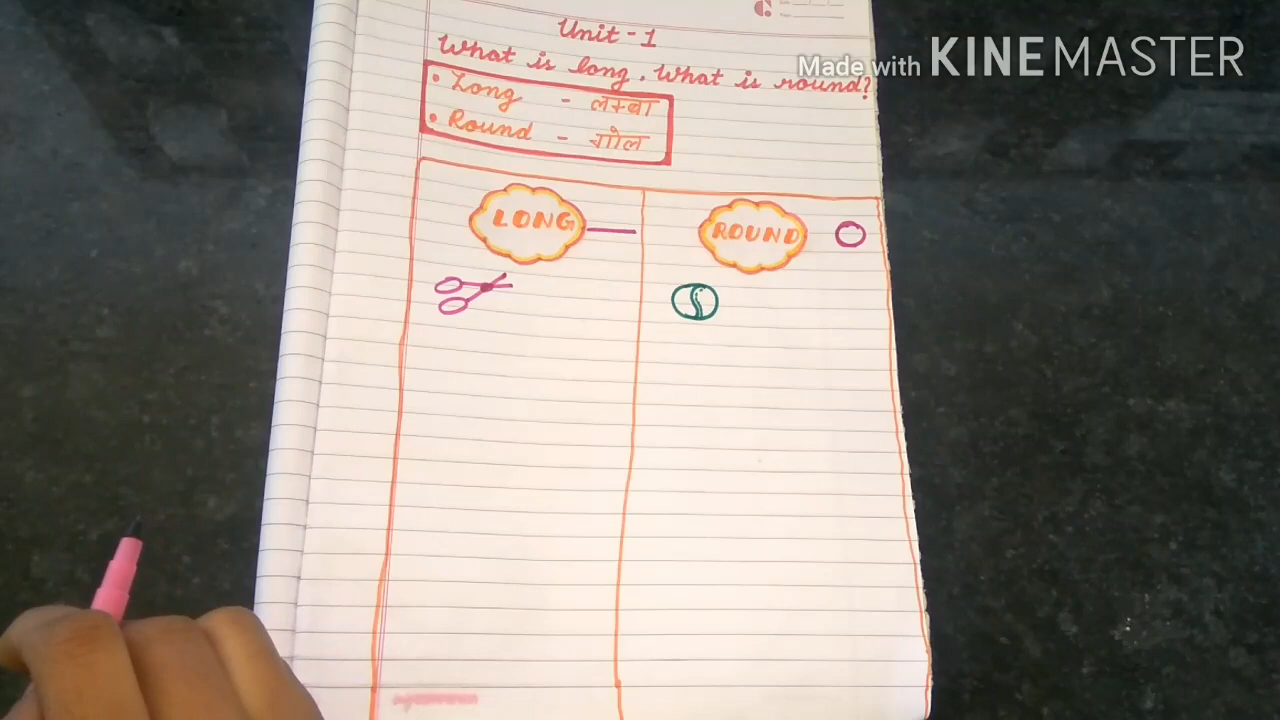 Unit - 1
What is long. What is round?
Made with KINEMASTER
• Long - लम्बा
• Round - गोल
LONG
ROUND